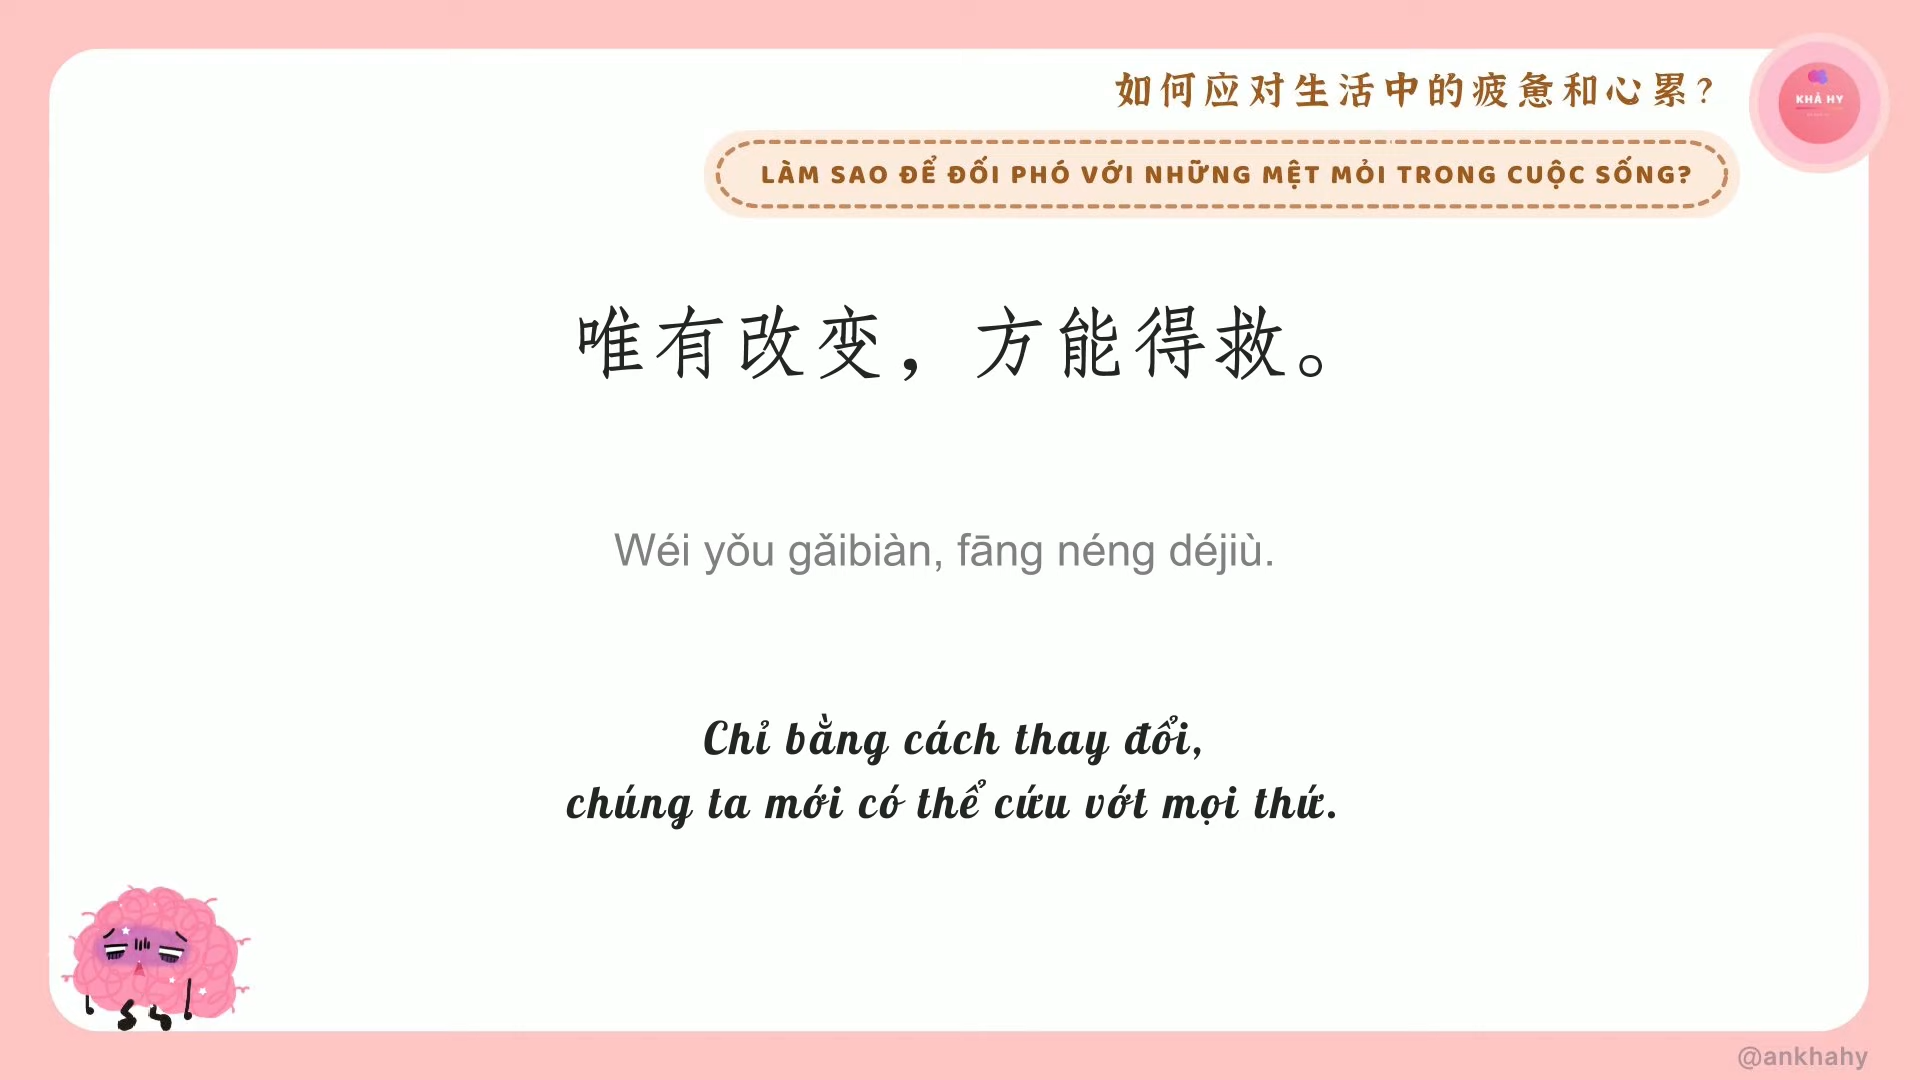 如何应对生活中的疲惫和心累?
KHẢ HY
LÀM SAO ĐỂ ĐỐI PHÓ VỚI NHỮNG MỆT MỎI TRONG CUỘC SỐNG?
唯有改变，方能得救。
Wéi yǒu gǎibiàn, fāng néng déjiù.
Chỉ bằng cách thay đổi,
chúng ta mới có thể cứu vớt mọi thứ.
@ankhahy